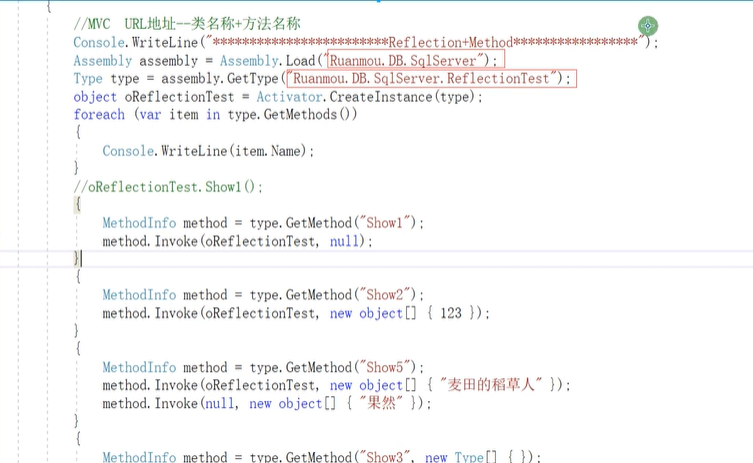 {
//MVC  URL地址--类名称+方法名称
Console.WriteLine("************************Reflection+Method*****************");
Assembly assembly = Assembly.Load("Ruanmou.DB.SqlServer");
Type type = assembly.GetType("Ruanmou.DB.SqlServer.ReflectionTest");
object oReflectionTest = Activator.CreateInstance(type);
foreach (var item in type.GetMethods())
{
Console.WriteLine(item.Name);
}
//oReflectionTest.Show1();
{
MethodInfo method = type.GetMethod("Show1");
method.Invoke(oReflectionTest, null);
}
{
MethodInfo method = type.GetMethod("Show2");
method.Invoke(oReflectionTest, new object[] { 123 });
}
{
MethodInfo method = type.GetMethod("Show5");
method.Invoke(oReflectionTest, new object[] { "麦田的稻草人" });
method.Invoke(null, new object[] { "果然" });
}
{
MethodInfo method = type.GetMethod("Show3", new Type[] { });